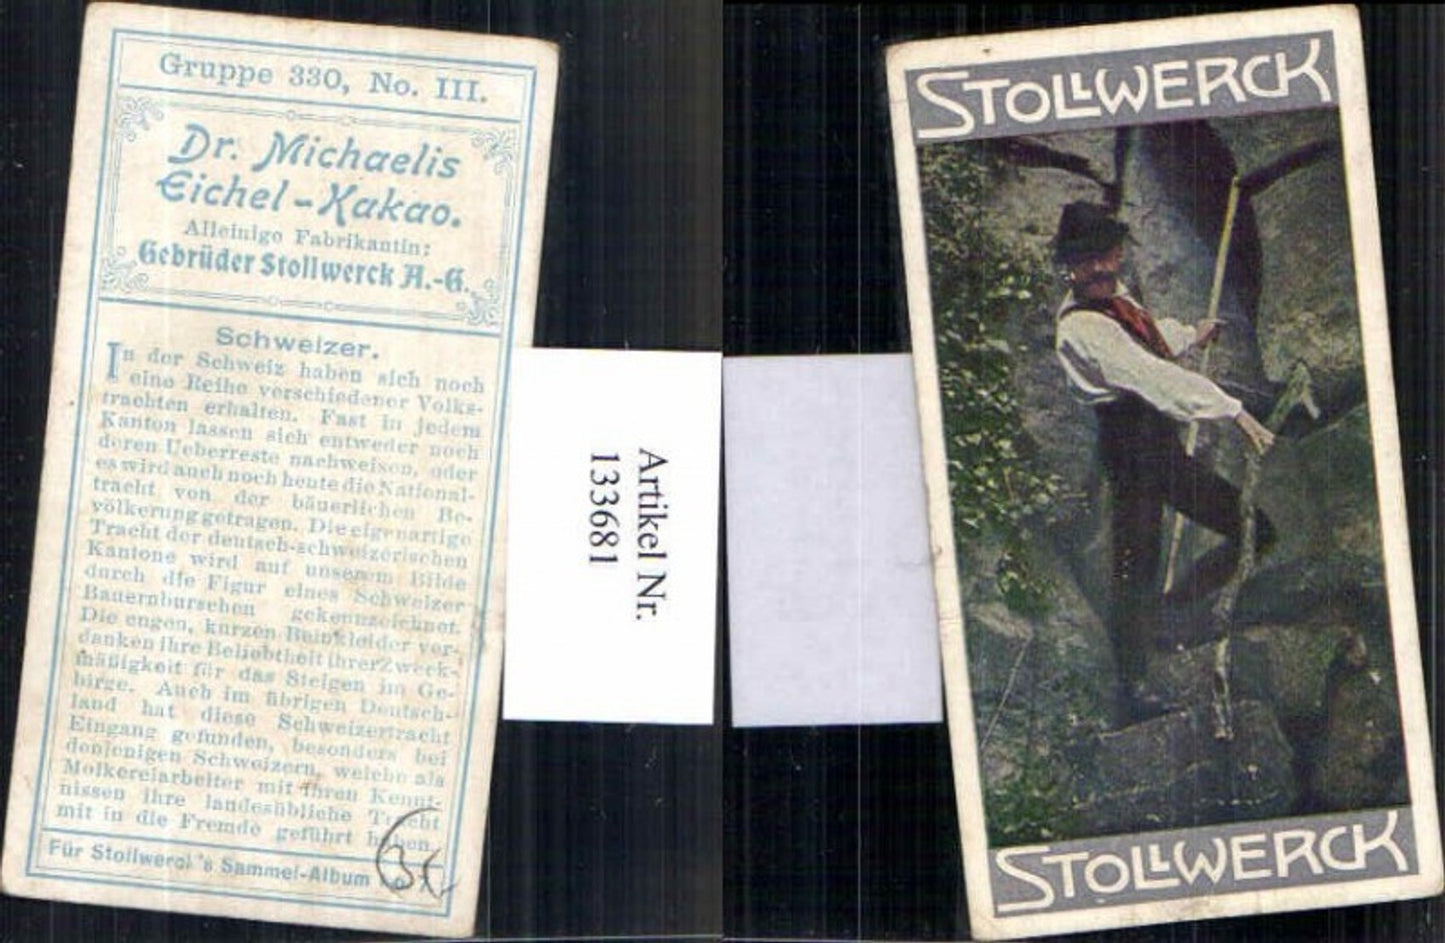 Gruppe 330, No. III.
Dr. Michaelis
Eichel-Kakao.
Alleinige Fabrikantin:
Gebrüder Stollwerck A.-G.
Schweizer.
In der Schweiz haben sich noch
eine Reihe verschiedener Volks-
trachten erhalten. Fast in jedem
Kanton lassen sich entweder noch
deren Ueberreste nachweisen, oder
es wird auch noch heute die National-
tracht von der bäuerlichen Be-
völkerung getragen. Die eigenartige
Tracht der deutsch-schweizerischen
Kantone wird auf unserem Bilde
durch die Figur eines Schweizer
Bauernburschen gekennzeichnet.
Die engen, kurzen Beinkleider ver-
danken ihre Beliebtheit ihrer Zweck-
mäßigkeit für das Steigen im Ge-
birge. Auch im übrigen Deutsch-
land hat diese Schweizertracht
Eingang gefunden, besonders bei
denjenigen Schweizern, welche als
Molkereiarbeiter mit ihren Kennt-
nissen ihre landesübliche Tracht
mit in die Fremde geführt haben.
Für Stollwerck's Sammel-Album
Artikel Nr.
133681
STOLLWERCK
STOLLWERCK